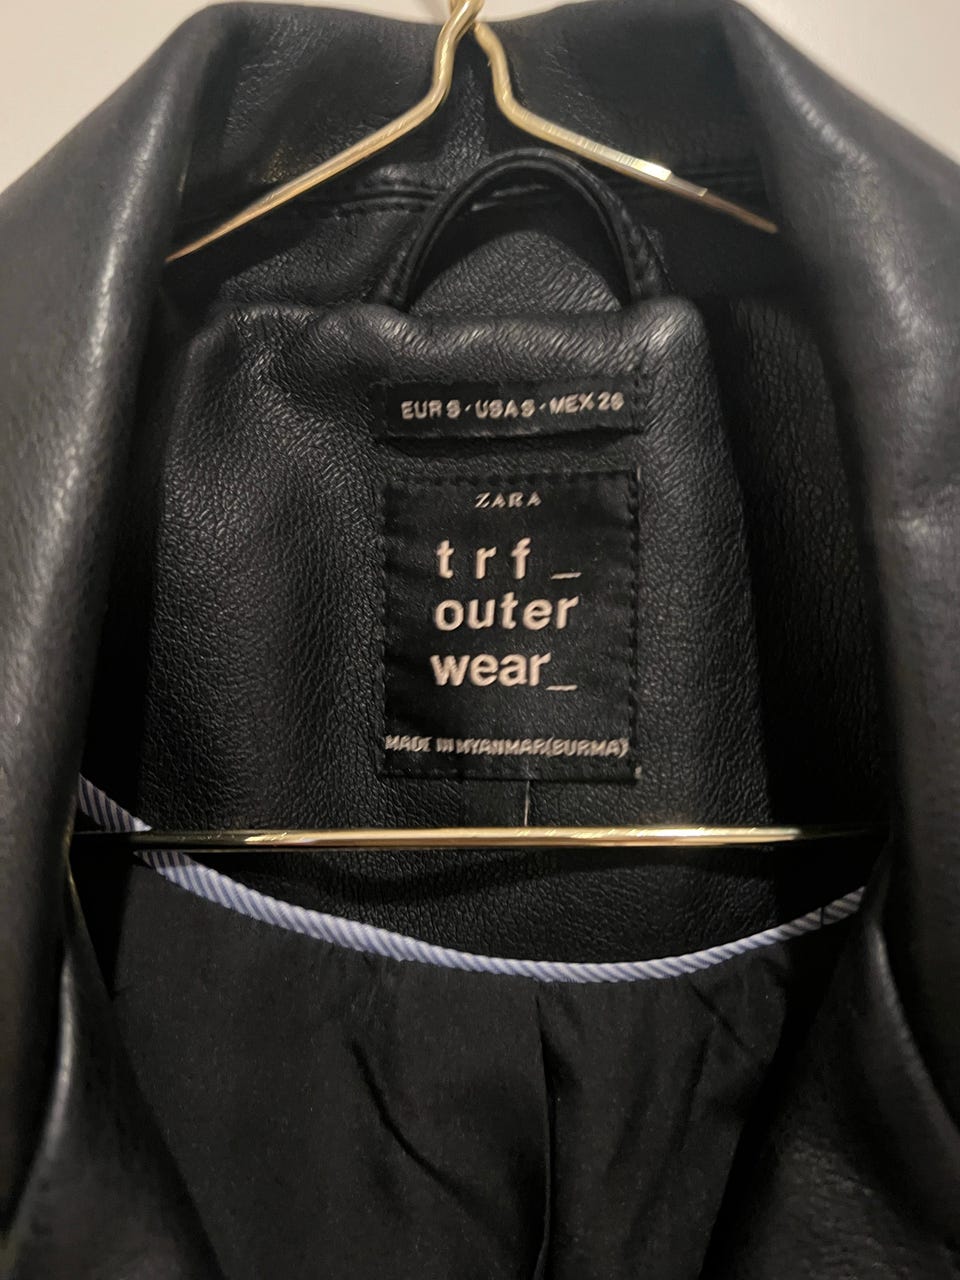 EUR S · USA S · MEX 26
ZARA
trf_
outer
wear_
MADE IN MYANMAR(BURMA)